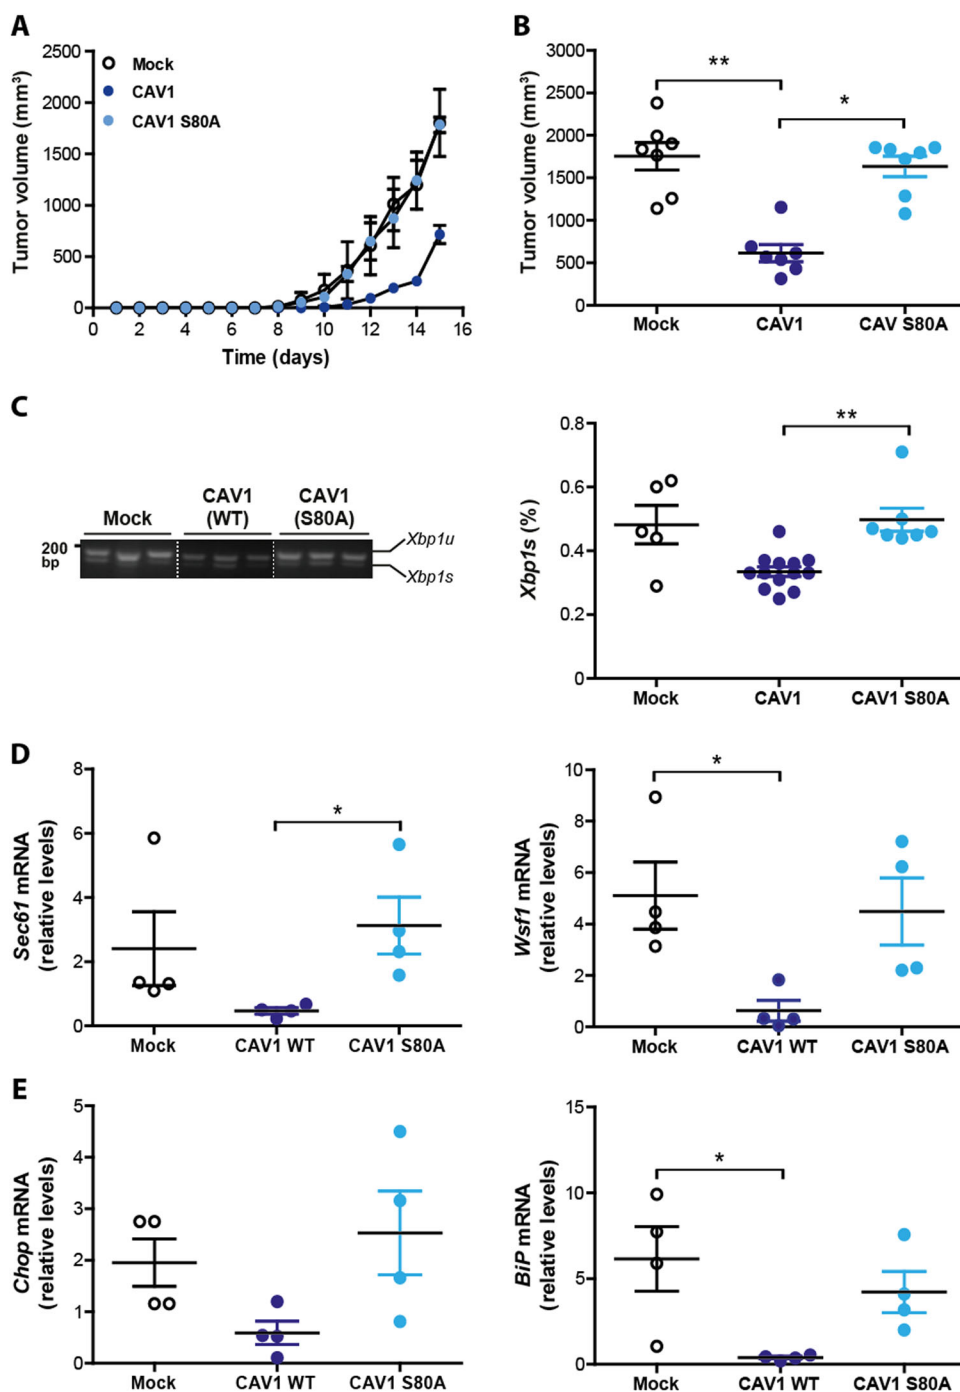 A
Tumor volume (mm³)
2500
2000
1500
1000
500
0
0 2 4 6 8 10 12 14 16
Time (days)
Mock
CAV1
CAV1 S80A
B
Tumor volume (mm³)
3000
2500
2000
1500
1000
500
0
**
*
Mock CAV1 CAV S80A
C
Mock
CAV1
(WT)
CAV1
(S80A)
200
bp
Xbp1u
Xbp1s
Xbp1s (%)
0.8
0.6
0.4
0.2
0
**
Mock CAV1 CAV1 S80A
D
Sec61 mRNA
(relative levels)
8
6
4
2
0
*
Mock CAV1 WT CAV1 S80A
Wsf1 mRNA
(relative levels)
10
8
6
4
2
0
*
Mock CAV1 WT CAV1 S80A
E
Chop mRNA
(relative levels)
5
4
3
2
1
0
Mock CAV1 WT CAV1 S80A
BiP mRNA
(relative levels)
15
10
5
0
*
Mock CAV1 WT CAV1 S80A